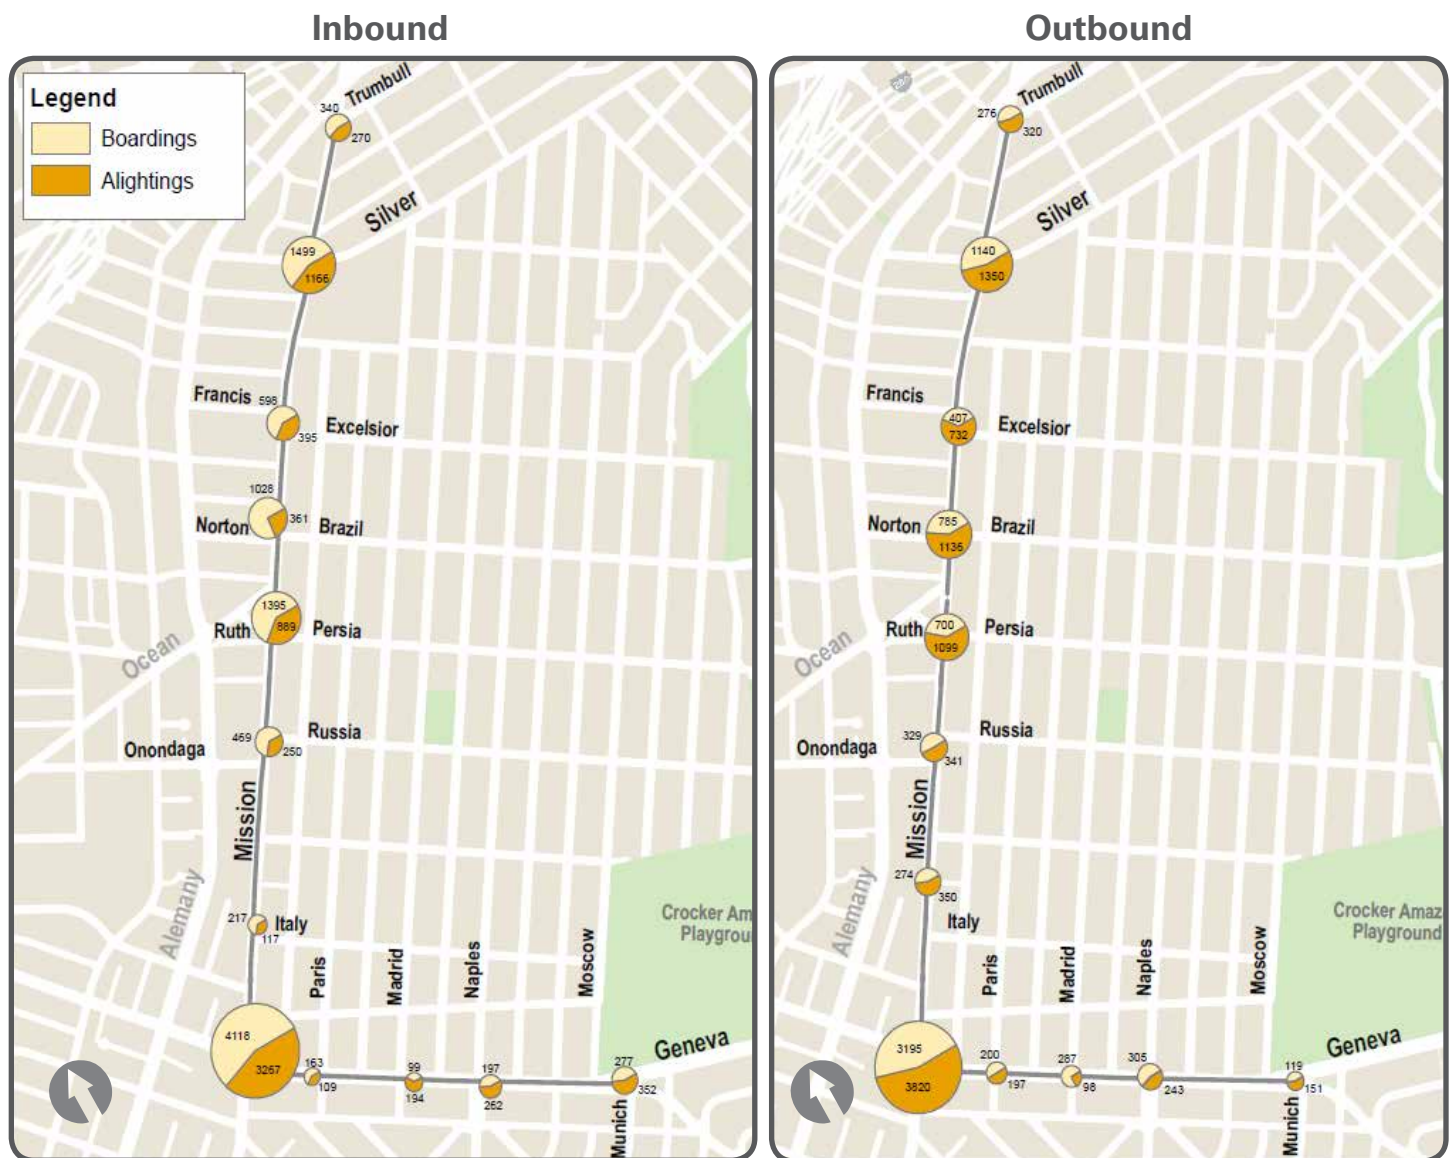 Inbound
Outbound
Legend
Boardings
Alightings
Trumbull
340
270
Silver
1499
1166
Francis
598
395
Excelsior
1028
361
Norton
Brazil
1395
889
Ruth
Persia
Ocean
469
250
Russia
Onondaga
Mission
Alemany
217
117
Italy
Crocker Am
Playgrou
Paris
Madrid
Naples
Moscow
4118
3267
163
109
99
194
197
262
277
352
Geneva
Munich
280
Trumbull
276
320
Silver
1140
1350
Francis
407
732
Excelsior
Norton
785
1136
Brazil
Ruth
700
1099
Persia
Ocean
329
341
Russia
Onondaga
Mission
Alemany
274
350
Italy
Crocker Amaz
Playground
Paris
Madrid
Naples
Moscow
3195
3820
200
197
287
98
305
243
119
151
Geneva
Munich